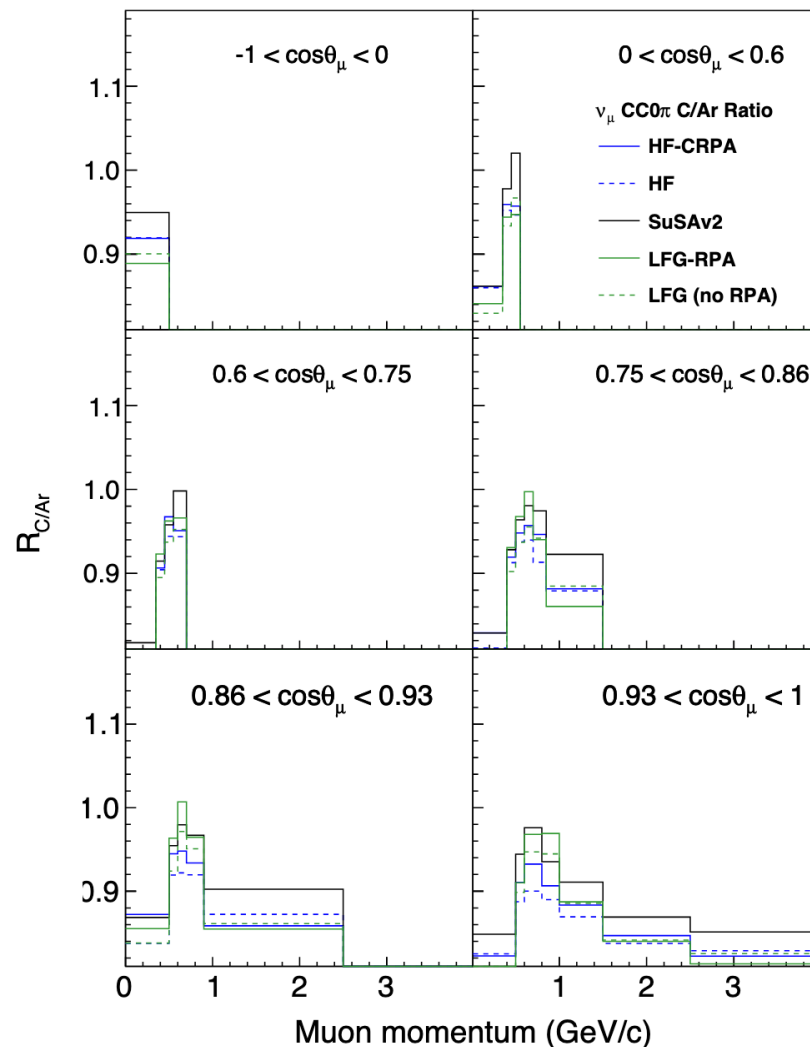 -1 < cosθμ < 0
0 < cosθμ < 0.6
νμ CC0π C/Ar Ratio
HF-CRPA
HF
SuSAv2
LFG-RPA
LFG (no RPA)
1.1
1.0
0.9
0.6 < cosθμ < 0.75
0.75 < cosθμ < 0.86
1.1
1.0
0.9
RC/Ar
0.86 < cosθμ < 0.93
0.93 < cosθμ < 1
1.1
1.0
0.9
0 1 2 3 1 2 3
Muon momentum (GeV/c)